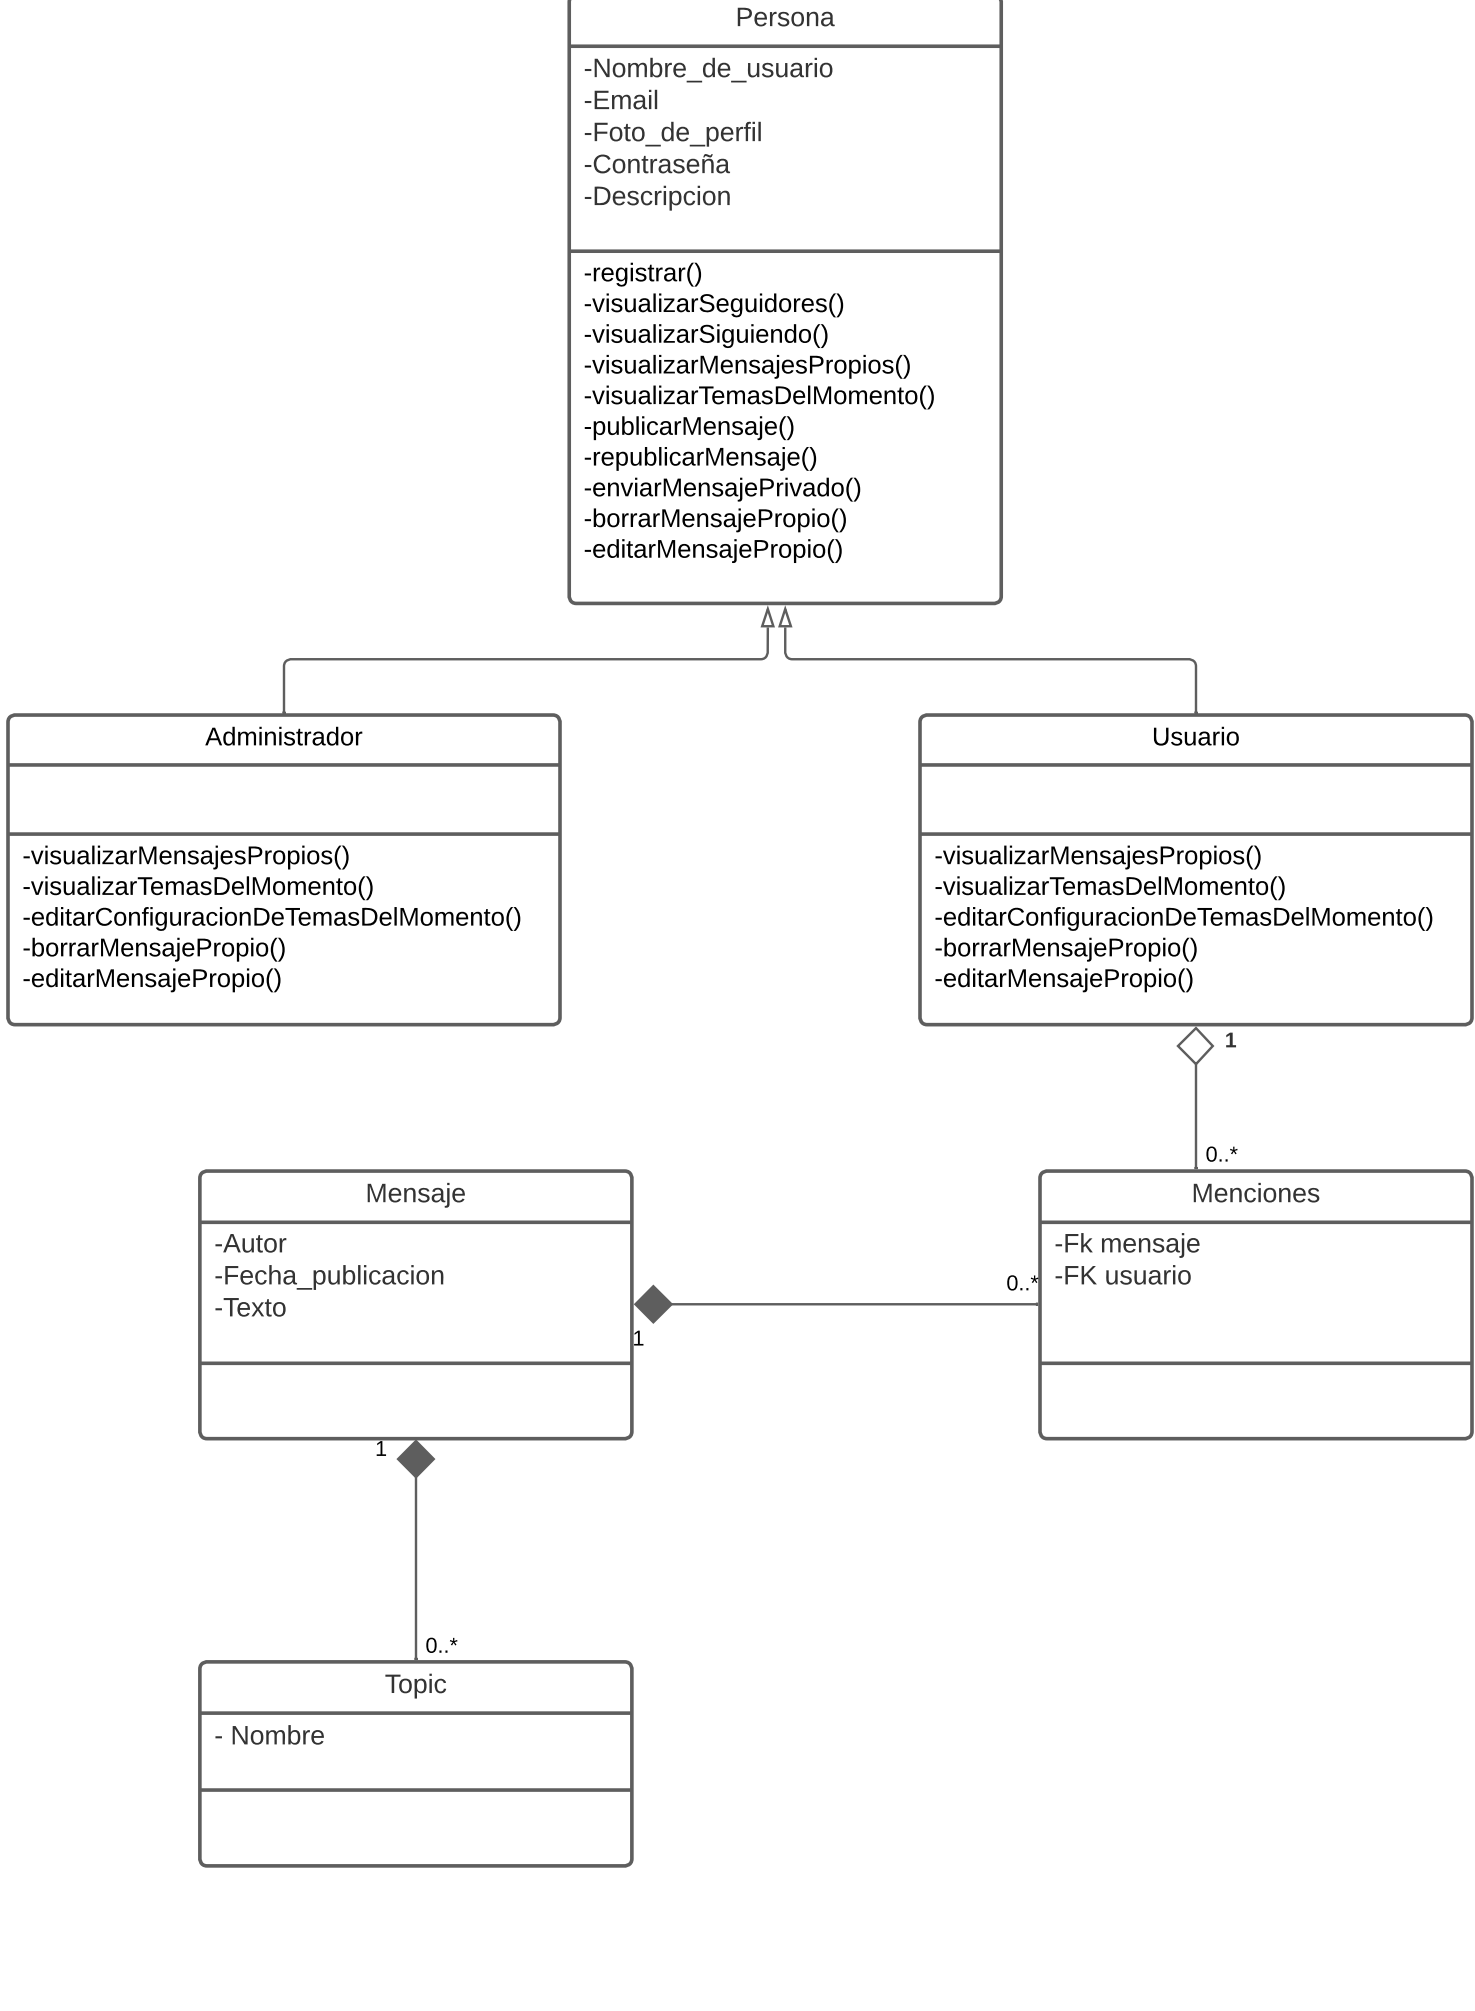 Persona
-Nombre_de_usuario
-Email
-Foto_de_perfil
-Contraseña
-Descripcion
-registrar()
-visualizarSeguidores()
-visualizarSiguiendo()
-visualizarMensajesPropios()
-visualizarTemasDelMomento()
-publicarMensaje()
-republicarMensaje()
-enviarMensajePrivado()
-borrarMensajePropio()
-editarMensajePropio()
Administrador
-visualizarMensajesPropios()
-visualizarTemasDelMomento()
-editarConfiguracionDeTemasDelMomento()
-borrarMensajePropio()
-editarMensajePropio()
Usuario
-visualizarMensajesPropios()
-visualizarTemasDelMomento()
-editarConfiguracionDeTemasDelMomento()
-borrarMensajePropio()
-editarMensajePropio()
1
0..*
Mensaje
-Autor
-Fecha_publicacion
-Texto
1
0..*
Menciones
-Fk mensaje
-FK usuario
1
0..*
Topic
- Nombre